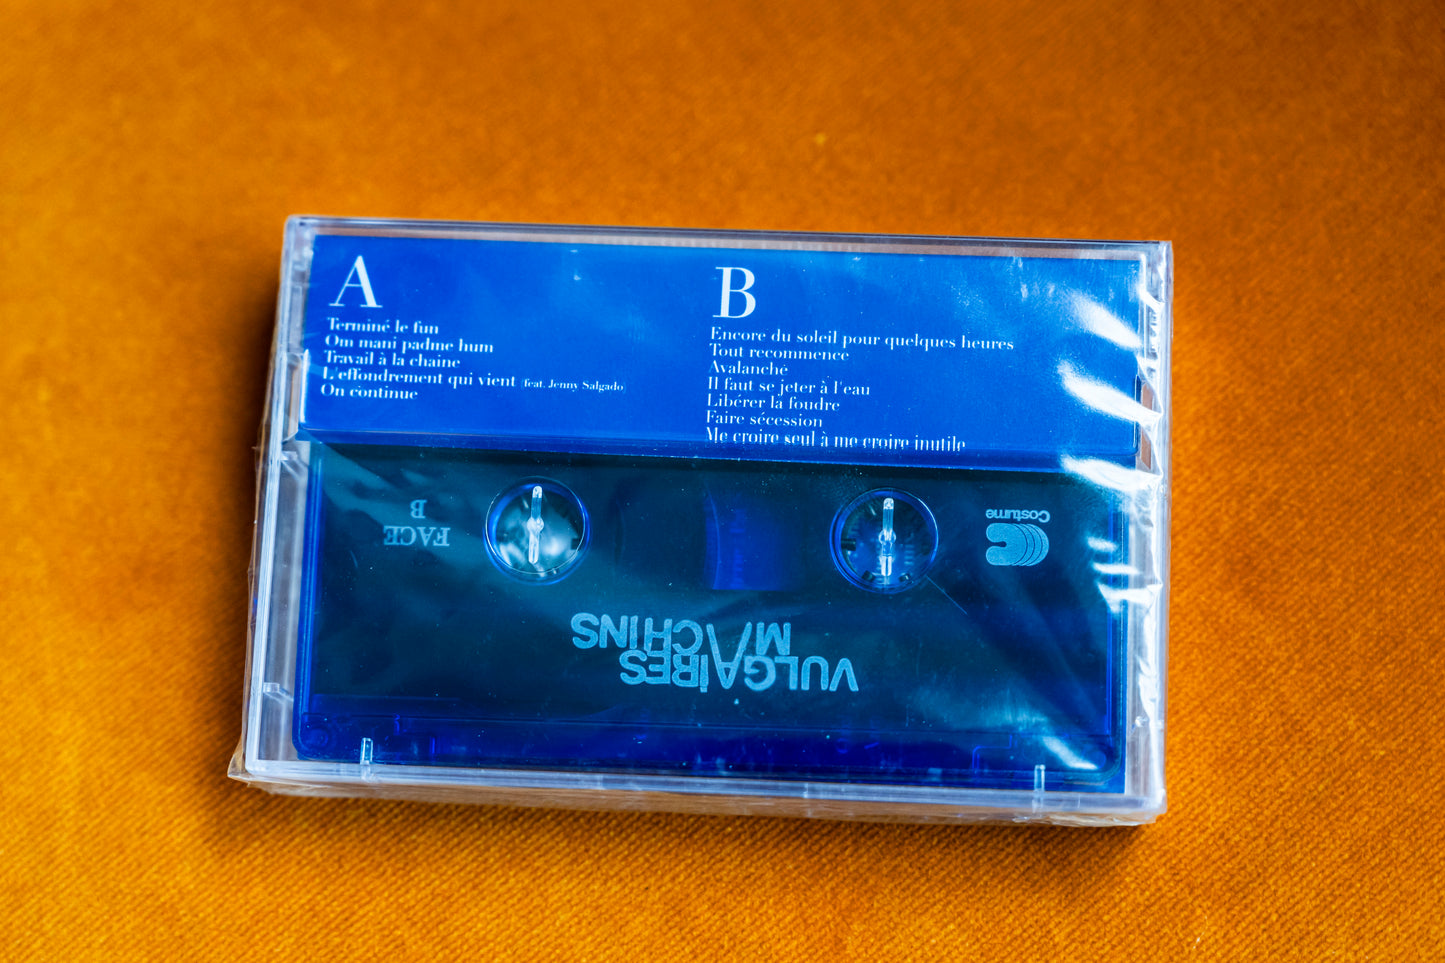 A
Terminé le fun
Om mani padme hum
Travail à la chaine
L'effondrement qui vient (feat. Jenny Salgado)
On continue
B
Encore du soleil pour quelques heures
Tout recommence
Avalanché
Il faut se jeter à l'eau
Libérer la foudre
Faire sécession
Me croire seul à me croire inutile
FACE
B
Costume
VULGAIRES
MACHINS